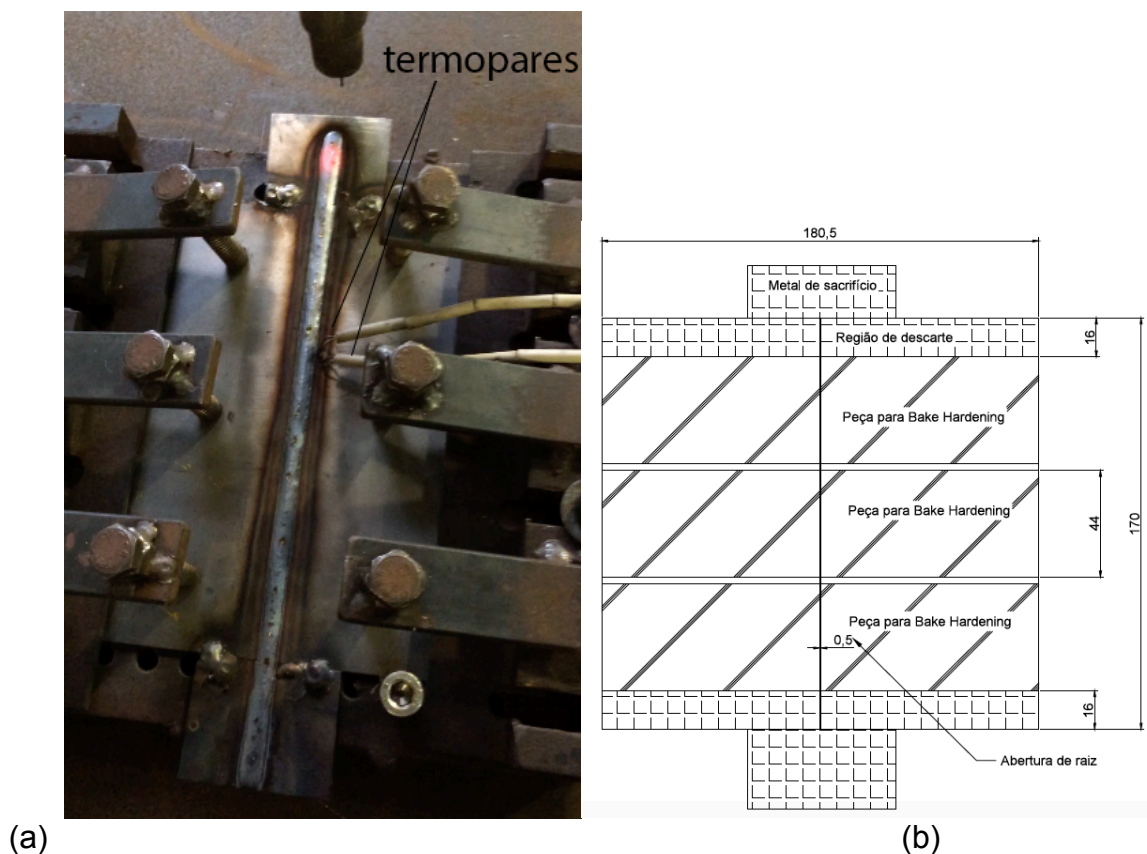 termopares
180,5
Metal de sacrifício
16
Região de descarte
Peça para Bake Hardening
Peça para Bake Hardening
44
170
Peça para Bake Hardening
0,5
16
Abertura de raiz
(a)
(b)